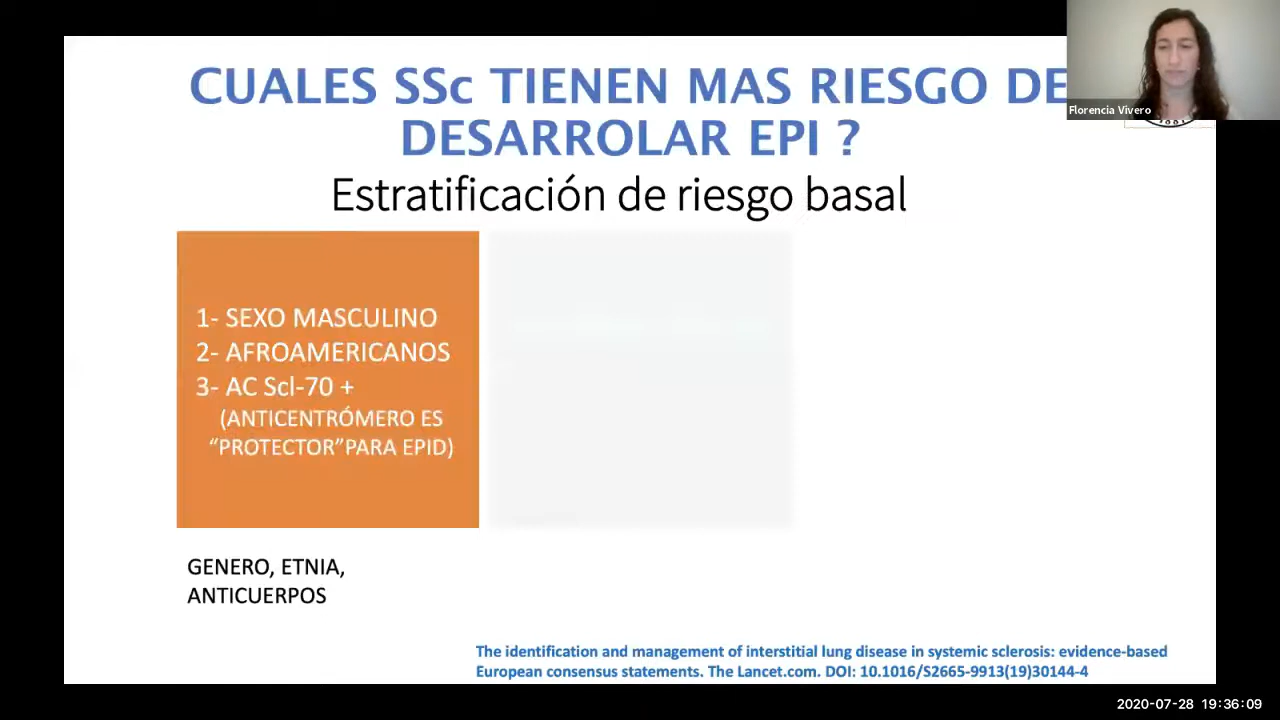 CUALES SSc TIENEN MAS RIESGO DE
DESARROLAR EPI ?
Estratificación de riesgo basal
Florencia Vivero
1- SEXO MASCULINO
2- AFROAMERICANOS
3- AC Scl-70 +
(ANTICENTRÓMERO ES
“PROTECTOR”PARA EPID)
GENERO, ETNIA,
ANTICUERPOS
The identification and management of interstitial lung disease in systemic sclerosis: evidence-based
European consensus statements. The Lancet.com. DOI: 10.1016/S2665-9913(19)30144-4
2020-07-28 19:36:09